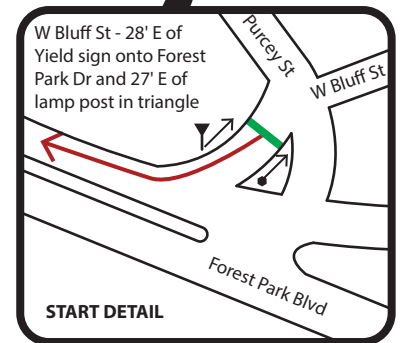 W Bluff St - 28' E of
Yield sign onto Forest
Park Dr and 27' E of
lamp post in triangle
Purcey St
W Bluff St
Forest Park Blvd
START DETAIL